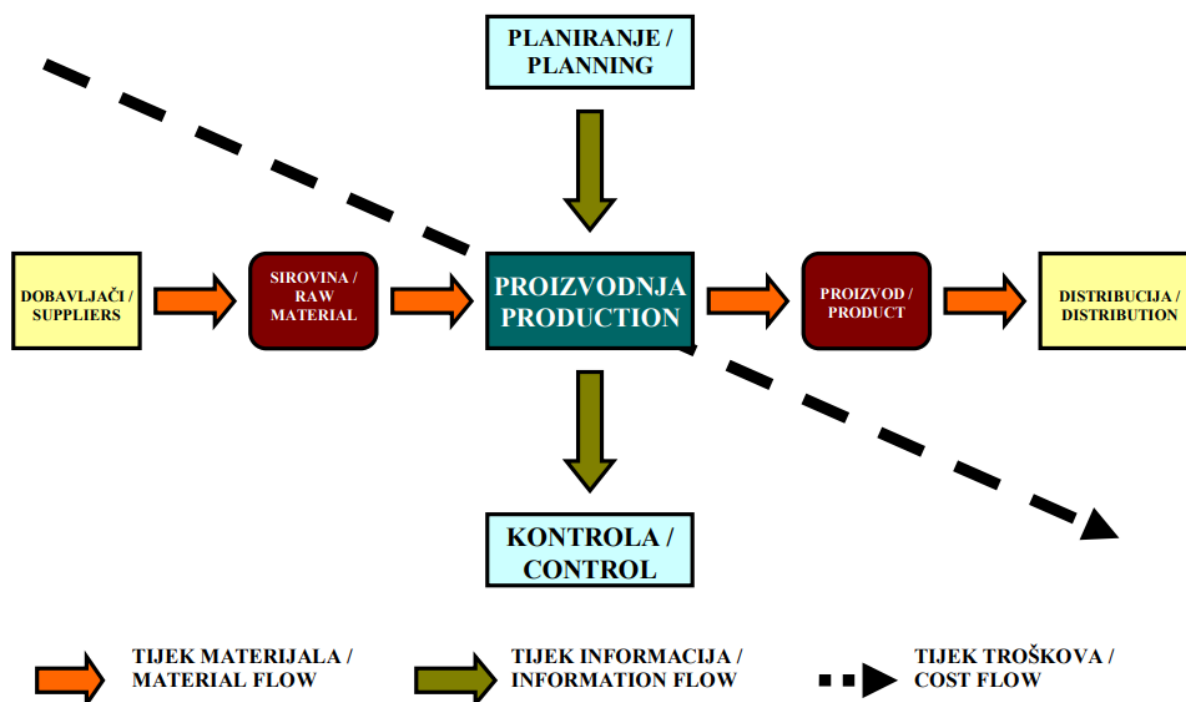 PLANIRANJE /
PLANNING
DOBAVLJAČI /
SUPPLIERS
SIROVINA /
RAW
MATERIAL
PROIZVODNJA
PRODUCTION
PROIZVOD /
PRODUCT
DISTRIBUCIJA /
DISTRIBUTION
KONTROLA /
CONTROL
TIJEK MATERIJALA /
MATERIAL FLOW
TIJEK INFORMACIJA /
INFORMATION FLOW
TIJEK TROŠKOVA /
COST FLOW